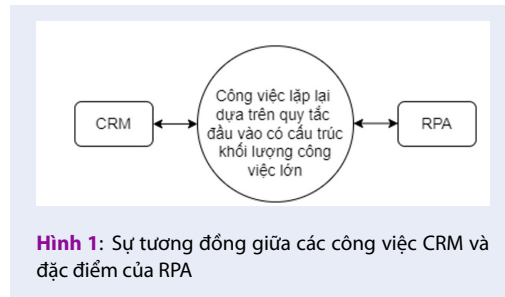 CRM
Công việc lặp lại
dựa trên quy tắc
đầu vào có cấu trúc
khối lượng công
việc lớn
RPA
Hình 1: Sự tương đồng giữa các công việc CRM và
đặc điểm của RPA